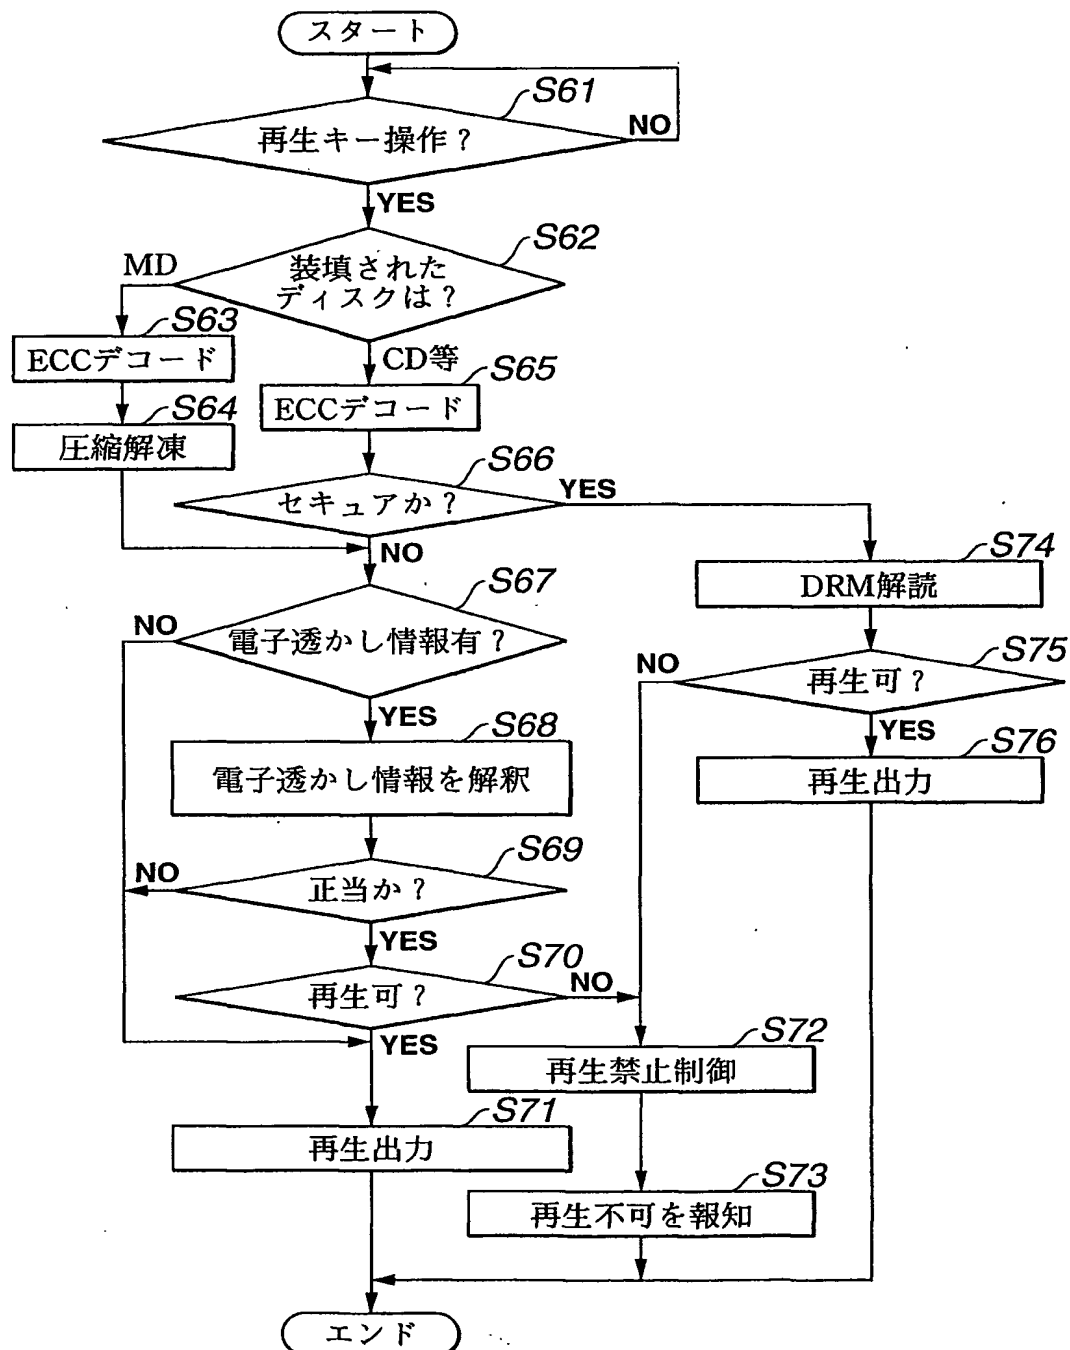 スタート
S61
再生キー操作？
NO
YES
S62
装填された
ディスクは？
MD
S63
ECCデコード
CD等
S65
ECCデコード
S64
圧縮解凍
S66
セキュアか？
YES
NO
S74
DRM解読
S67
電子透かし情報有？
NO
YES
S75
再生可？
NO
YES
S68
電子透かし情報を解釈
S76
再生出力
S69
正当か？
NO
YES
S70
再生可？
NO
YES
S72
再生禁止制御
S71
再生出力
S73
再生不可を報知
エンド